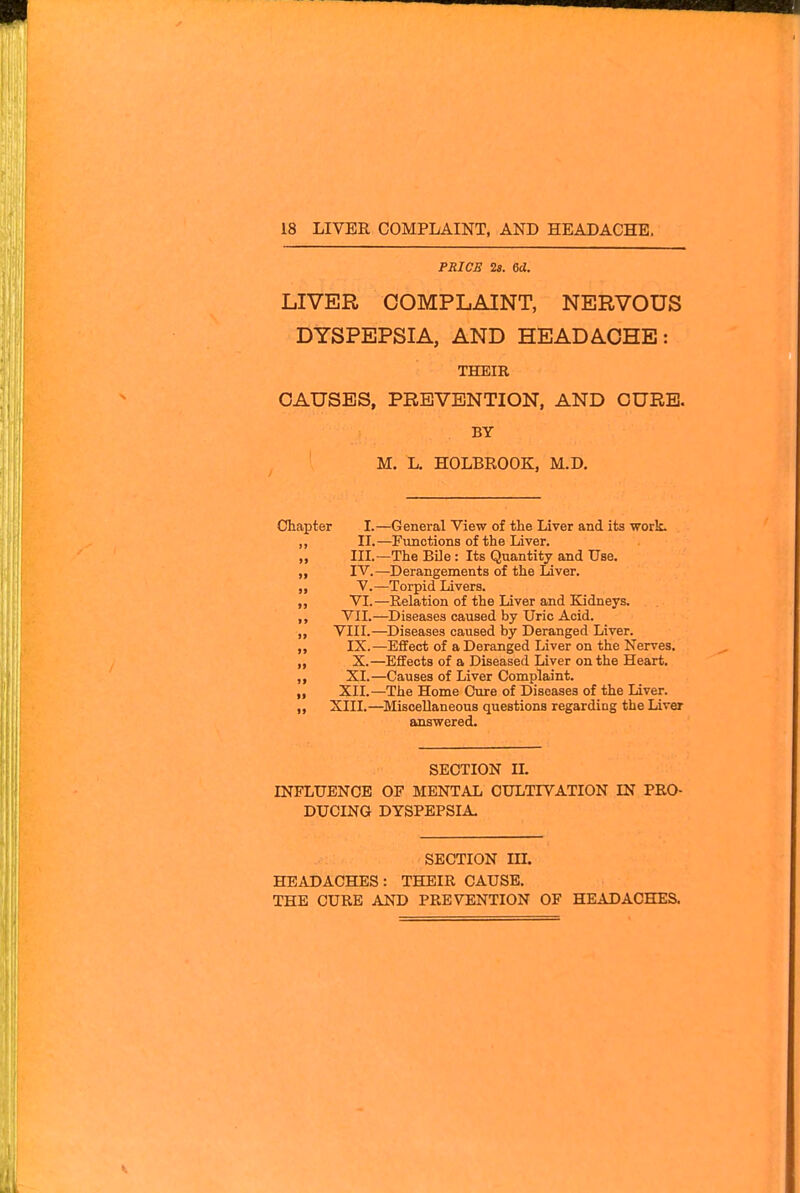 18 LIVER COMPLAINT, AND HEADACHE.
PRICE 2s. 6d.
LIVER COMPLAINT, NERVOUS
DYSPEPSIA, AND HEADACHE:
THEIR
CAUSES, PREVENTION, AND CURE.
BY
M. L. HOLBROOK, M.D.
Chapter I.—General View of the Liver and its work.
„ II.—Functions of the Liver.
„ III.—The Bile : Its Quantity and Use.
„ IV.—Derangements of the Liver.
„ V.—Torpid Livers.
„ VI.—Relation of the Liver and Kidneys.
„ VII.—Diseases caused by Uric Acid.
„ VIII.—Diseases caused by Deranged Liver.
„ IX.—Effect of a Deranged Liver on the Nerves.
„ X.—Effects of a Diseased Liver on the Heart.
„ XI.—Causes of Liver Complaint.
„ XII.—The Home Cure of Diseases of the Liver.
„ XIII.—Miscellaneous questions regarding the Liver
answered.
SECTION II.
INFLUENCE OF MENTAL CULTIVATION IN PRO-
DUCING DYSPEPSIA.
SECTION III.
HEADACHES : THEIR CAUSE.
THE CURE AND PREVENTION OF HEADACHES.